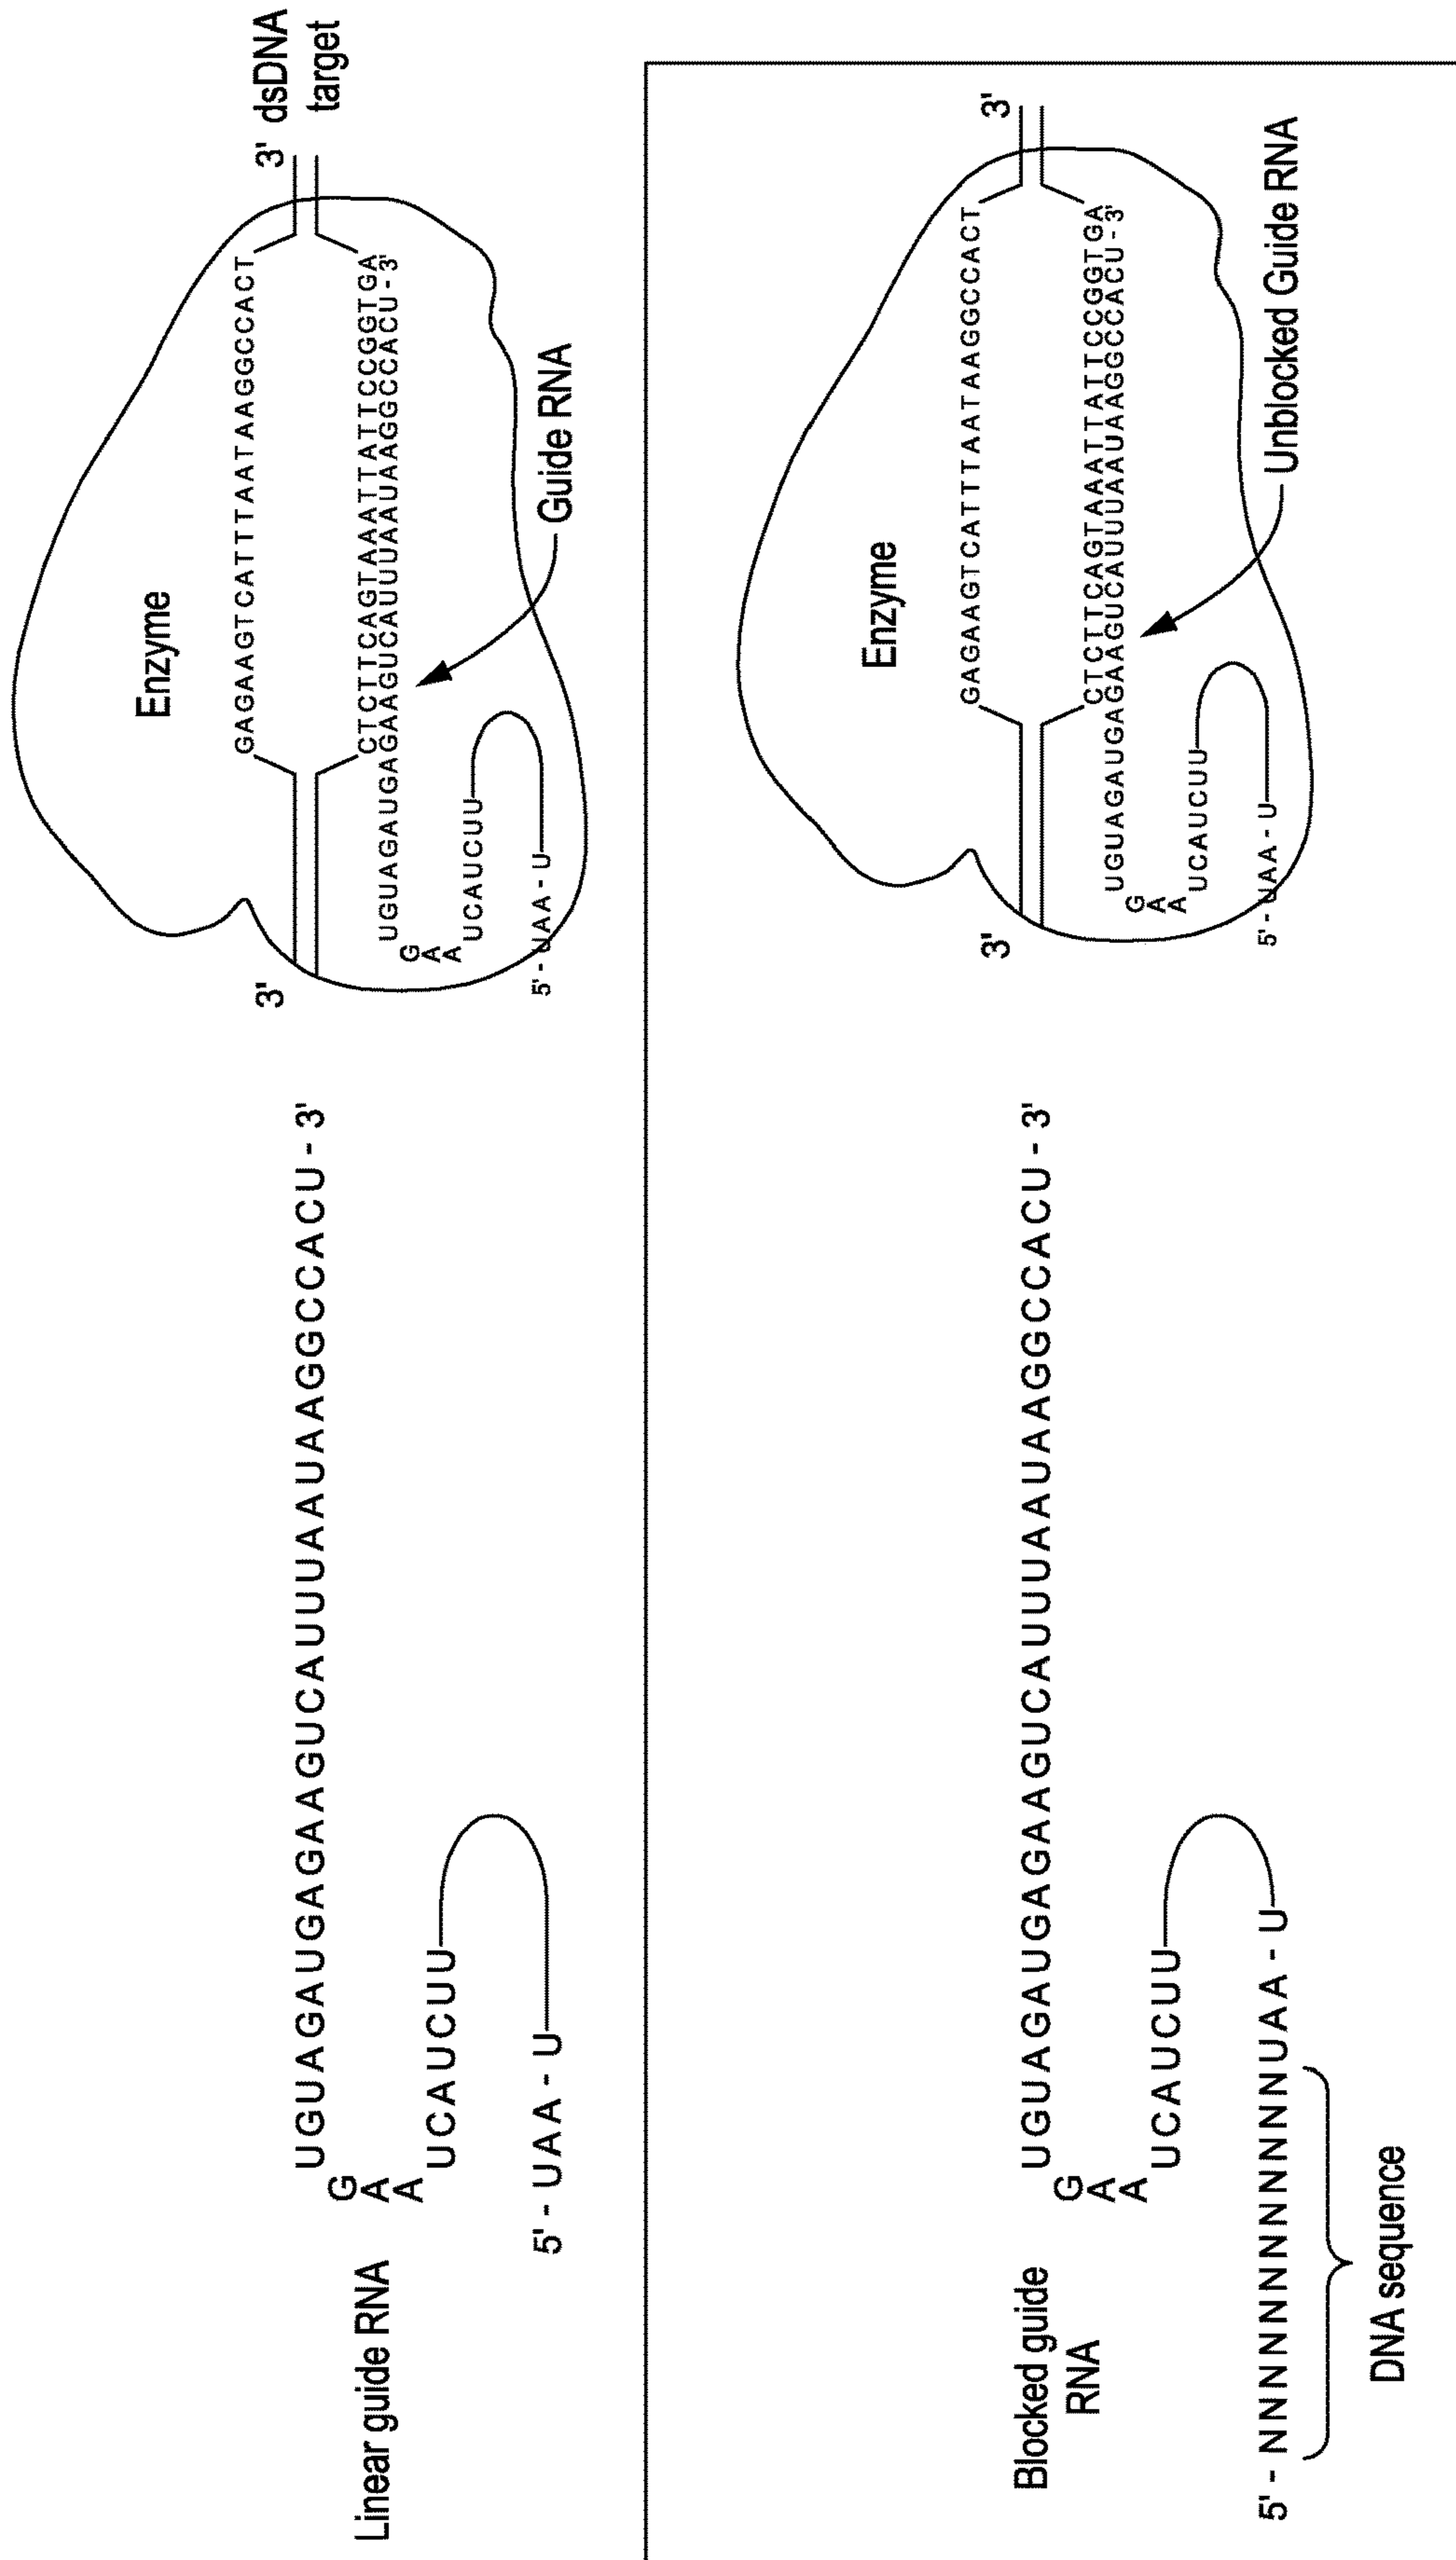 Linear guide RNA
UGUAGAUGAGAAGUCAUUUAAUAAGGCCACU - 3'
G
A
A
UCAUCUU
5' - UAA - U
3' dsDNA
target
Enzyme
GAGAAGTCATTTAATAAGGCCACT
3'
CTCTTCAGTAAATTATTCCGGTGA
UGUAGAUGAGAAGUCAUUUAAUAAGGCCACU - 3'
G
A
A
UCAUCUU
5' - UAA - U
Guide RNA
Blocked guide
RNA
UGUAGAUGAGAAGUCAUUUAAUAAGGCCACU - 3'
G
A
A
UCAUCUU
5' - NNNNNNNNNNNNUAA - U
DNA sequence
Enzyme
GAGAAGTCATTTAATAAGGCCACT
3'
3'
CTCTTCAGTAAATTATTCCGGTGA
UGUAGAUGAGAAGUCAUUUAAUAAGGCCACU - 3'
G
A
A
UCAUCUU
5' - UAA - U
Unblocked Guide RNA